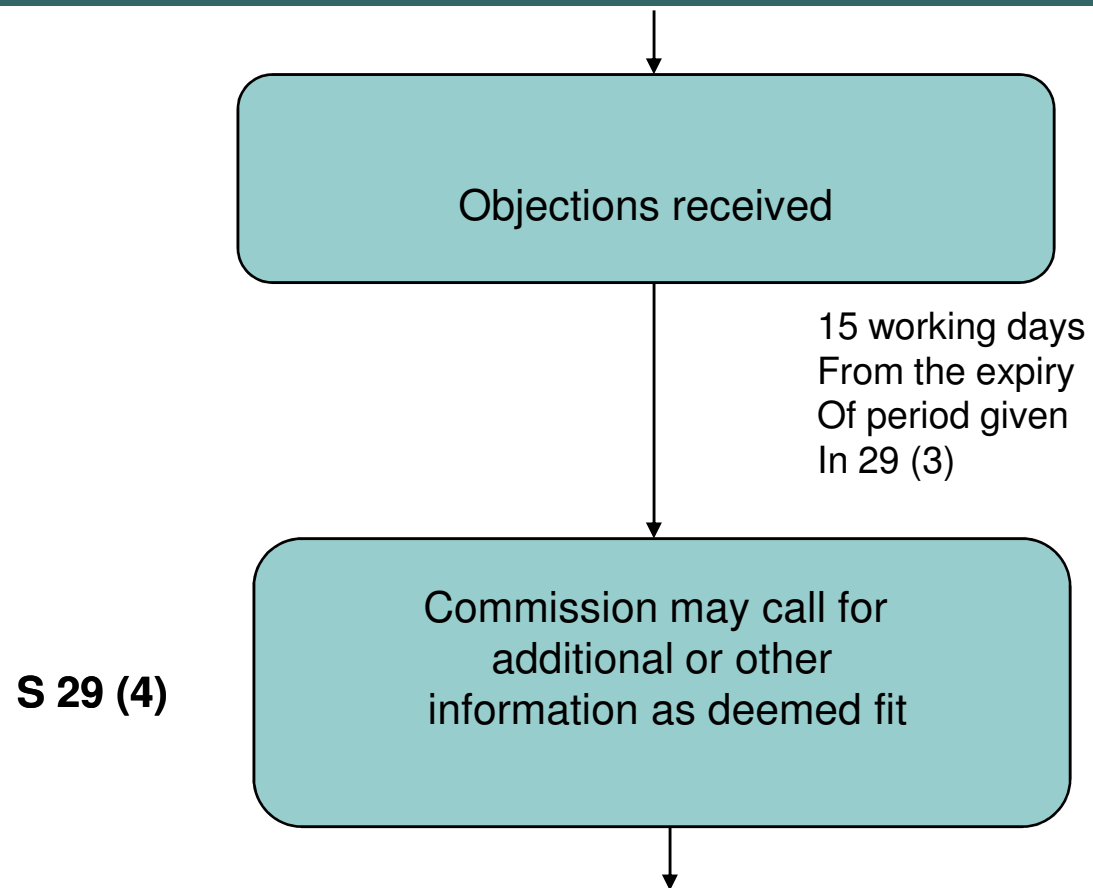 Objections received
15 working days
From the expiry
Of period given
In 29 (3)
Commission may call for
additional or other
information as deemed fit
S 29 (4)